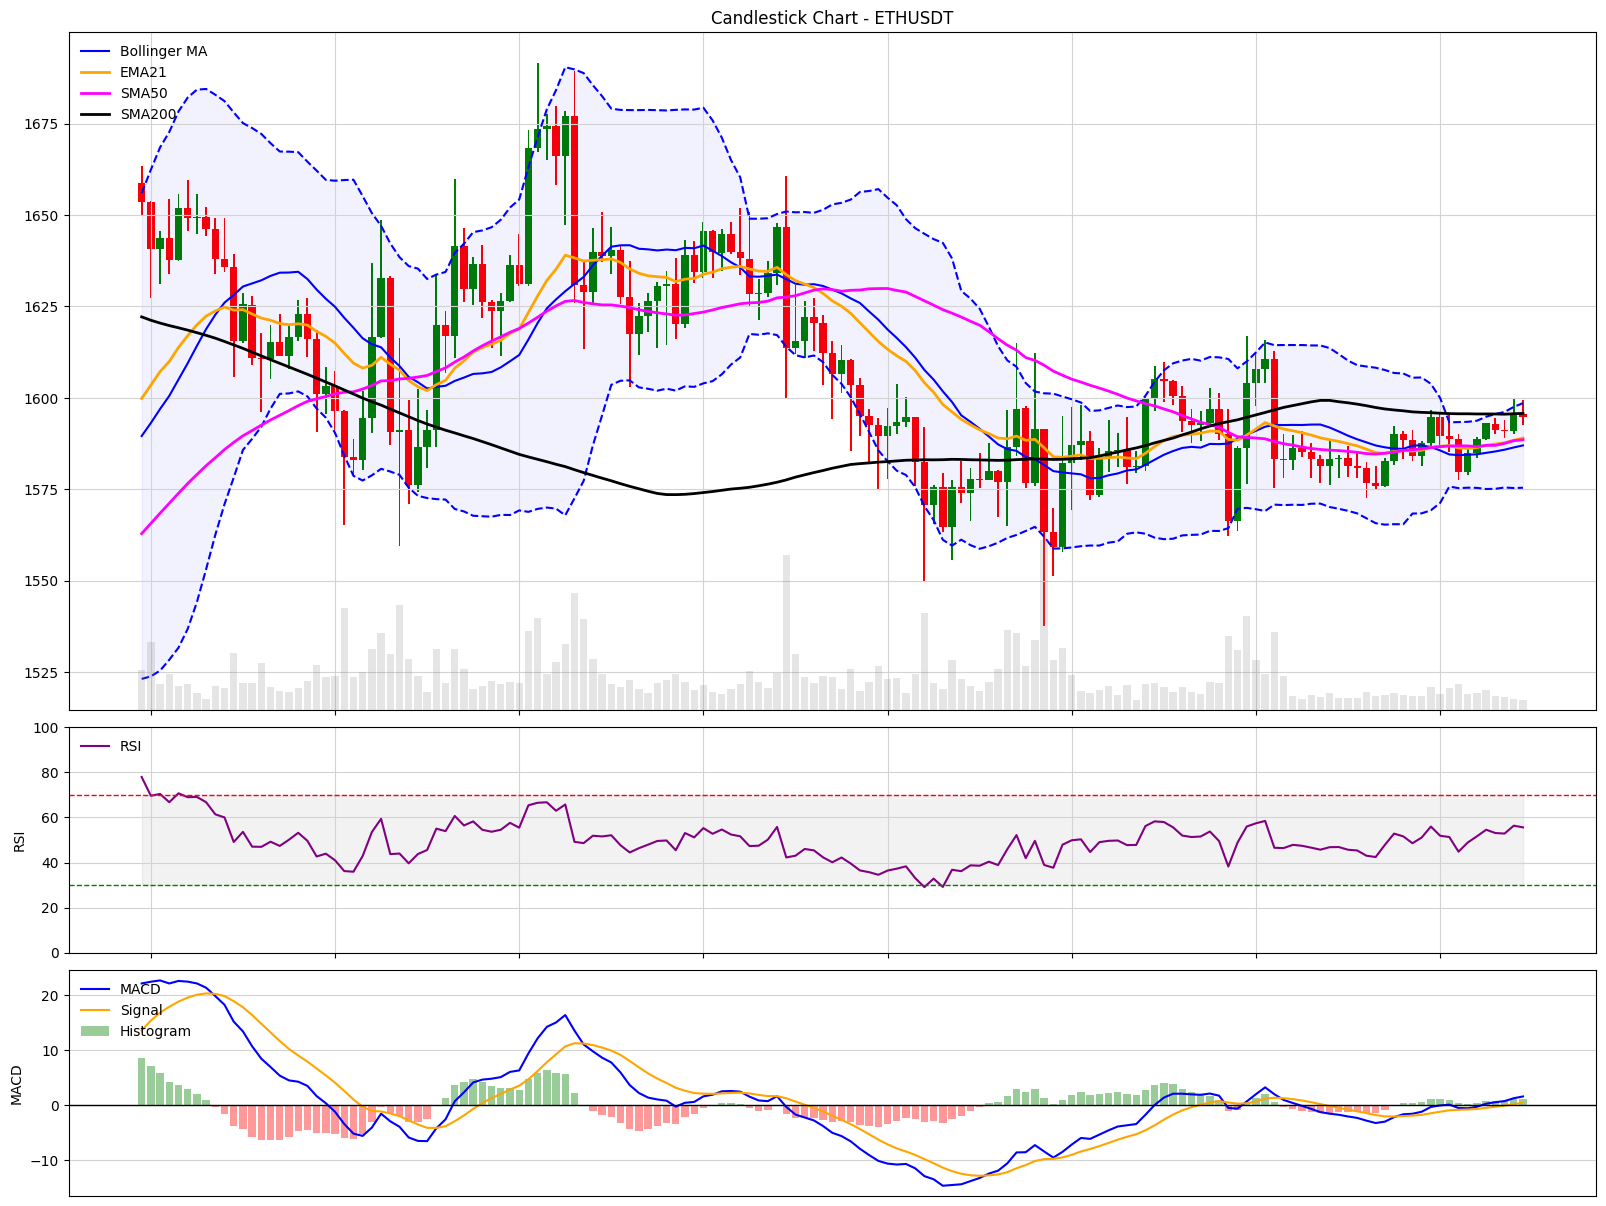 Candlestick Chart - ETHUSDT
Bollinger MA
EMA21
SMA50
SMA200
1675
1650
1625
1600
1575
1550
1525
RSI
100
80
60
40
20
0
RSI
MACD
Signal
Histogram
20
10
0
−10
MACD